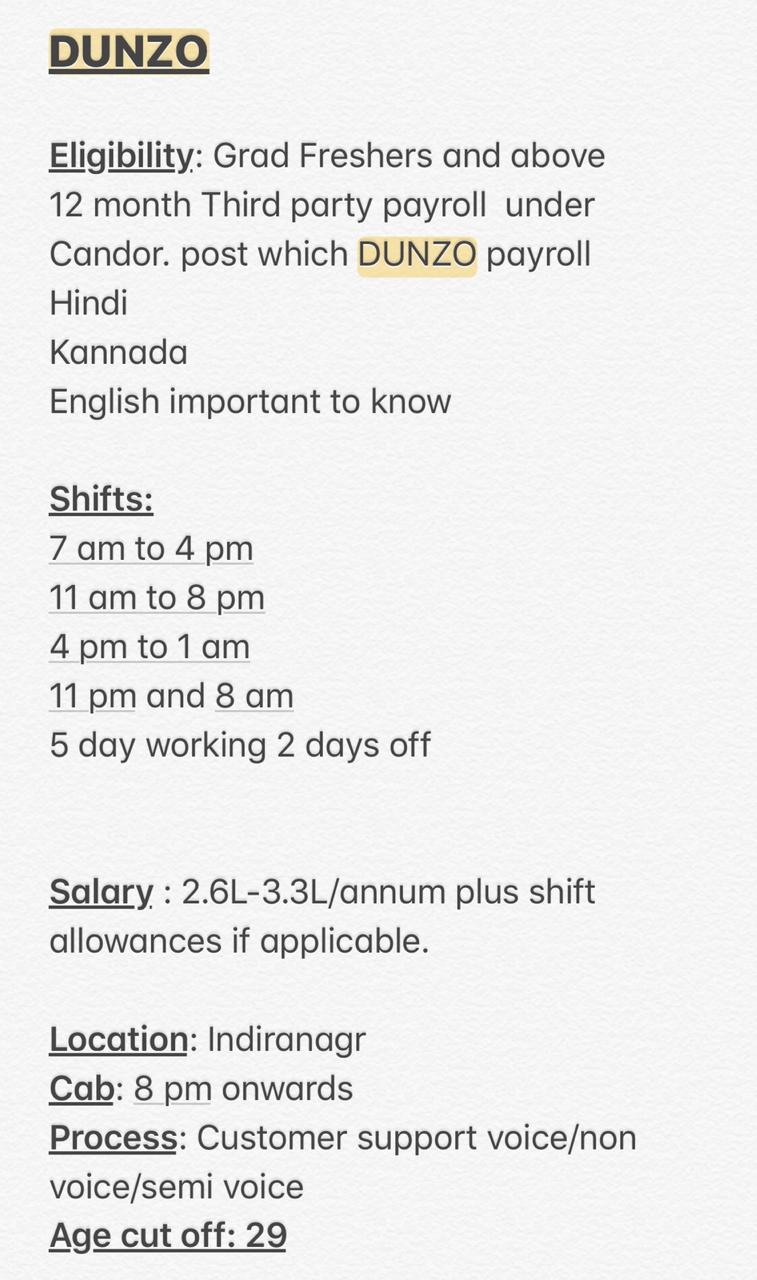 DUNZO
Eligibility: Grad Freshers and above
12 month Third party payroll  under
Candor. post which DUNZO payroll
Hindi
Kannada
English important to know
Shifts:
7 am to 4 pm
11 am to 8 pm
4 pm to 1 am
11 pm and 8 am
5 day working 2 days off
Salary : 2.6L-3.3L/annum plus shift
allowances if applicable.
Location: Indiranagr
Cab: 8 pm onwards
Process: Customer support voice/non
voice/semi voice
Age cut off: 29